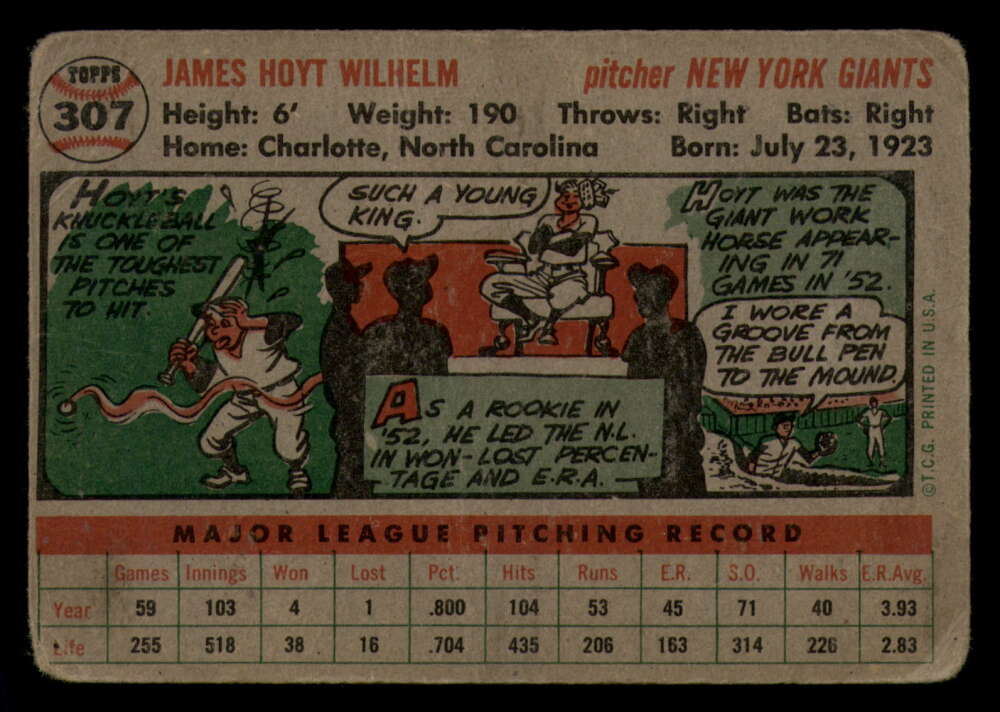 TOPPS
307
JAMES HOYT WILHELM pitcher NEW YORK GIANTS
Height: 6' Weight: 190 Throws: Right Bats: Right
Home: Charlotte, North Carolina Born: July 23, 1923
HOYT'S
KNUCKLEBALL
IS ONE OF
THE TOUGHEST
PITCHES
TO HIT.
SUCH A YOUNG
KING.
AS A ROOKIE IN
'52, HE LED THE N.L.
IN WON-LOST PERCEN-
TAGE AND E.R.A.
HOYT WAS THE
GIANT WORK
HORSE APPEAR-
ING IN 71
GAMES IN '52.
I WORE A
GROOVE FROM
THE BULL PEN
TO THE MOUND.
©T.C.G. PRINTED IN U.S.A.
MAJOR LEAGUE PITCHING RECORD
Games Innings Won Lost Pct. Hits Runs E.R. S.O. Walks E.R.Avg.
Year 59 103 4 1 .800 104 53 45 71 40 3.93
Life 255 518 38 16 .704 435 206 163 314 226 2.83